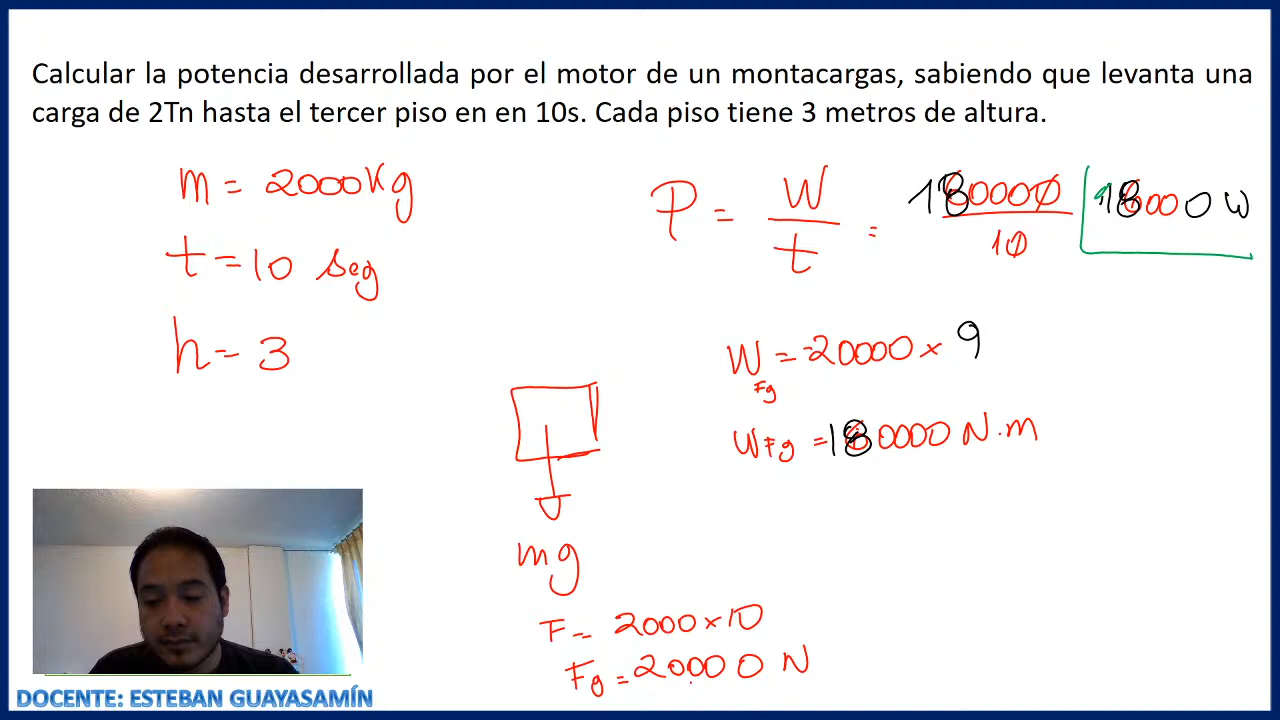 Calcular la potencia desarrollada por el motor de un montacargas, sabiendo que levanta una
carga de 2Tn hasta el tercer piso en en 10s. Cada piso tiene 3 metros de altura.
m = 2000Kg
t = 10 seg
h = 3
P = W / t = 180000 / 10
18000 W
W Fg = 20000 x 9
WFg = 180000 N.m
mg
F = 2000 x 10
Fg = 20000 N
DOCENTE: ESTEBAN GUAYASAMÍN